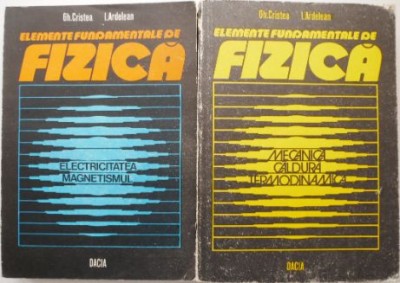 Gh.Cristea I.Ardelean
ELEMENTE FUNDAMENTALE DE
FIZICĂ
ELECTRICITATEA
MAGNETISMUL
DACIA
Gh.Cristea I.Ardelean
ELEMENTE FUNDAMENTALE DE
FIZICĂ
MECANICA
CĂLDURA
TERMODINAMICA
DACIA